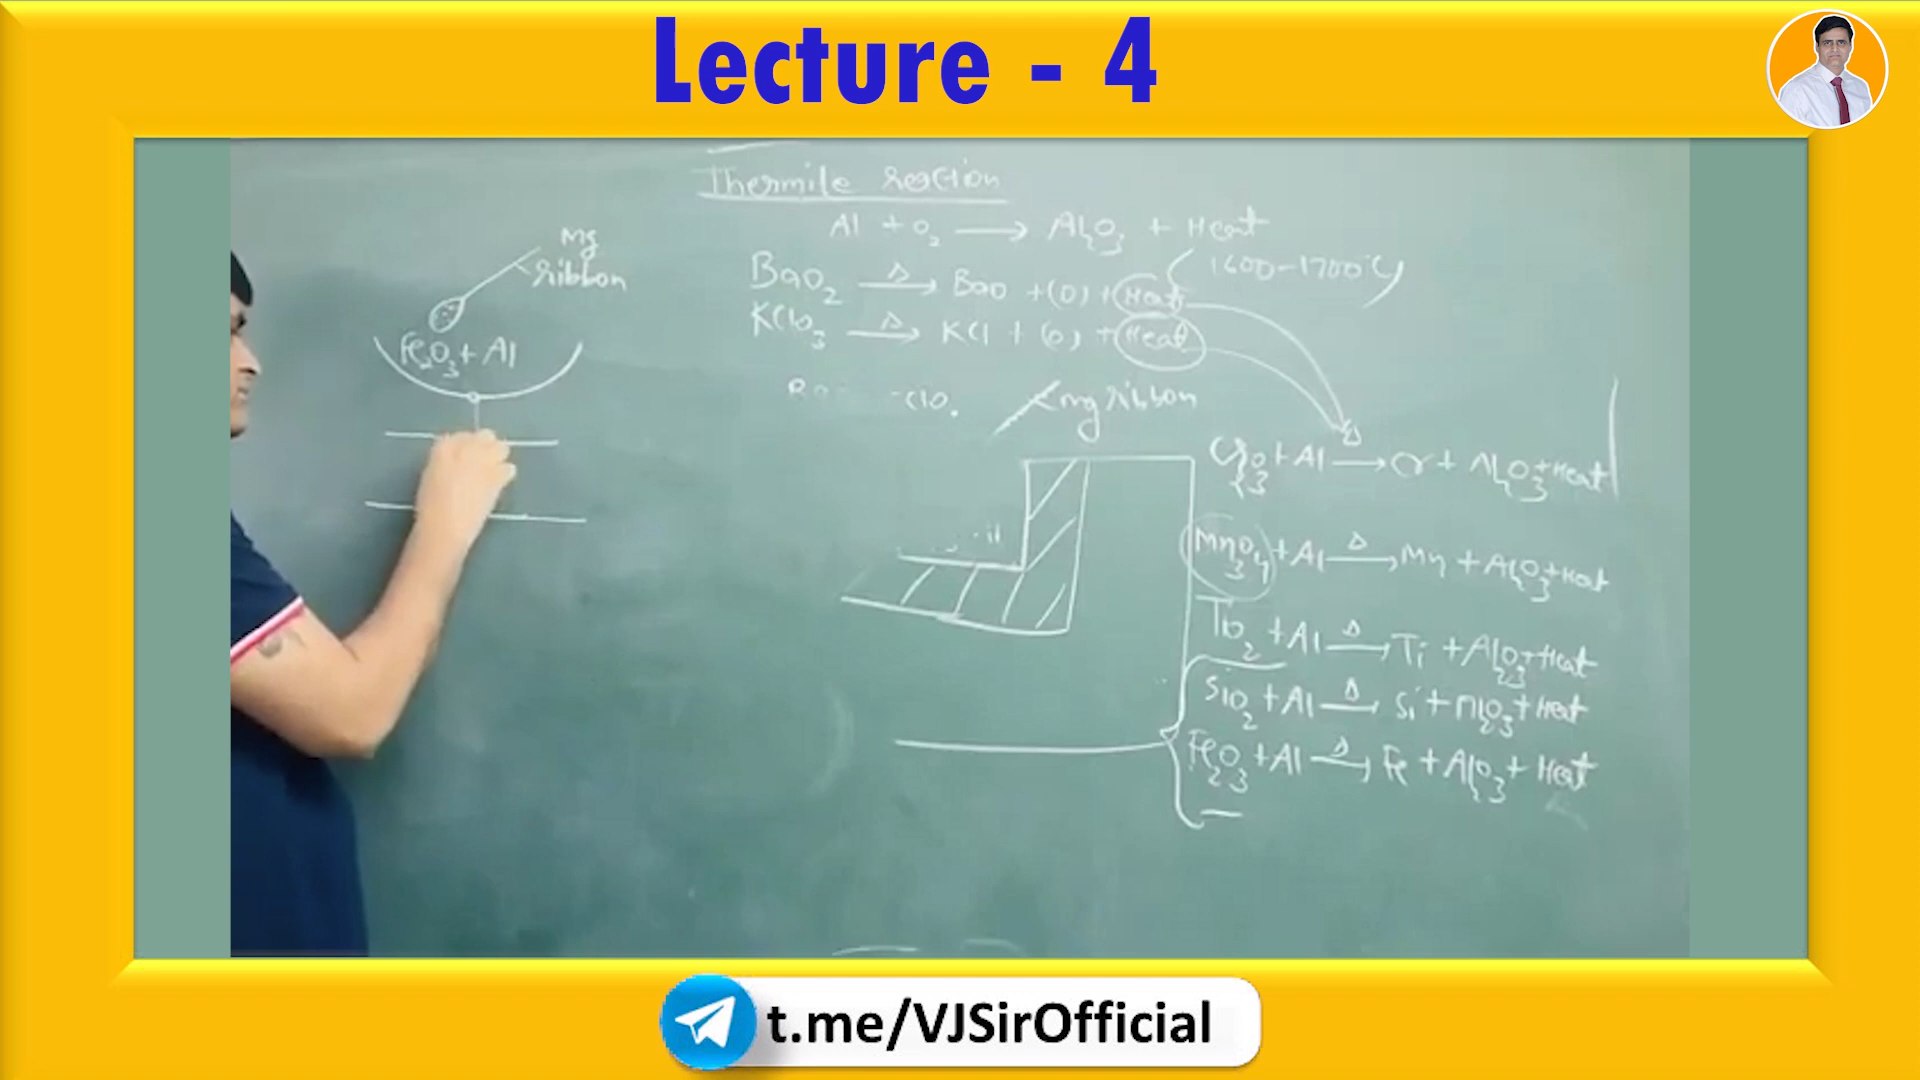 Lecture - 4
Thermite reaction
Al + O₂ → Al₂O₃ + Heat
BaO₂ Δ→ BaO + (O) + Heat (1600-1700°C)
KClO₃ Δ→ KCl + (O) + Heat
Mg
Ribbon
Fe₂O₃ + Al
Mg Ribbon
Cr₂O₃ + Al Δ→ Cr + Al₂O₃ + Heat
Mn₃O₄ + Al Δ→ Mn + Al₂O₃ + Heat
TiO₂ + Al Δ→ Ti + Al₂O₃ + Heat
SiO₂ + Al Δ→ Si + Al₂O₃ + Heat
Fe₂O₃ + Al Δ→ Fe + Al₂O₃ + Heat
t.me/VJSirOfficial